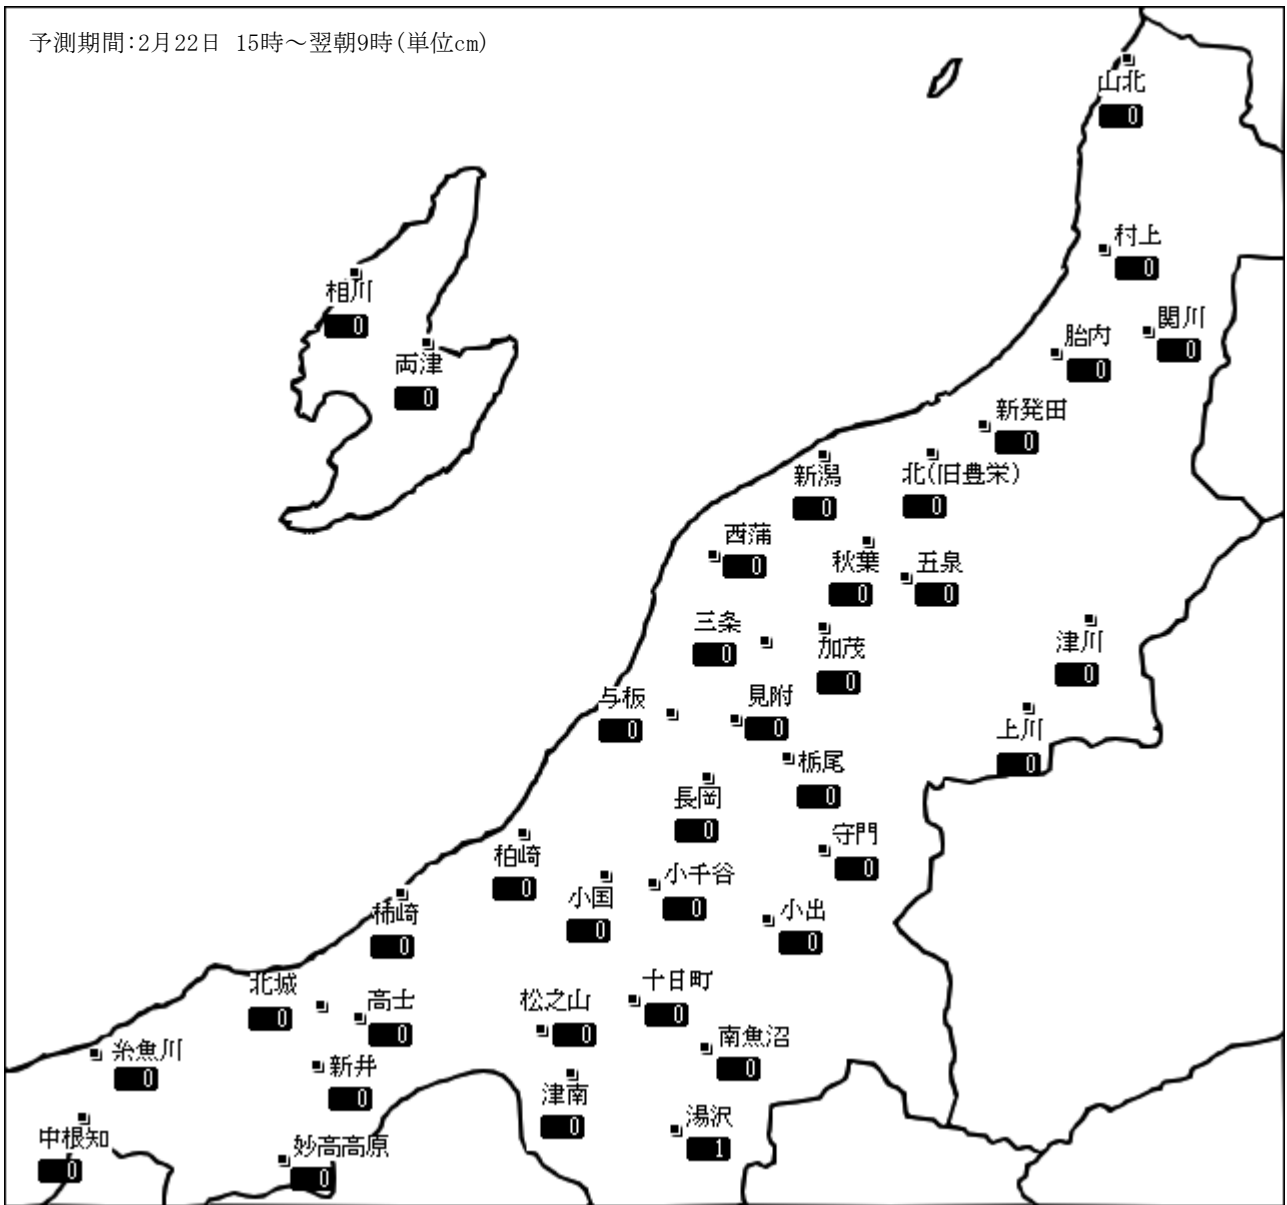 予測期間:2月22日 15時～翌朝9時(単位cm)
山北
0
村上
0
相川
0
関川
0
胎内
0
両津
0
新発田
0
新潟
0
北(旧豊栄)
0
西蒲
0
秋葉
0
五泉
0
三条
0
加茂
0
津川
0
与板
0
見附
0
上川
0
栃尾
0
長岡
0
守門
0
柏崎
0
小千谷
0
小国
0
小出
0
柿崎
0
北城
0
高士
0
松之山
0
十日町
0
南魚沼
0
糸魚川
0
新井
0
津南
0
湯沢
1
中根知
0
妙高高原
0